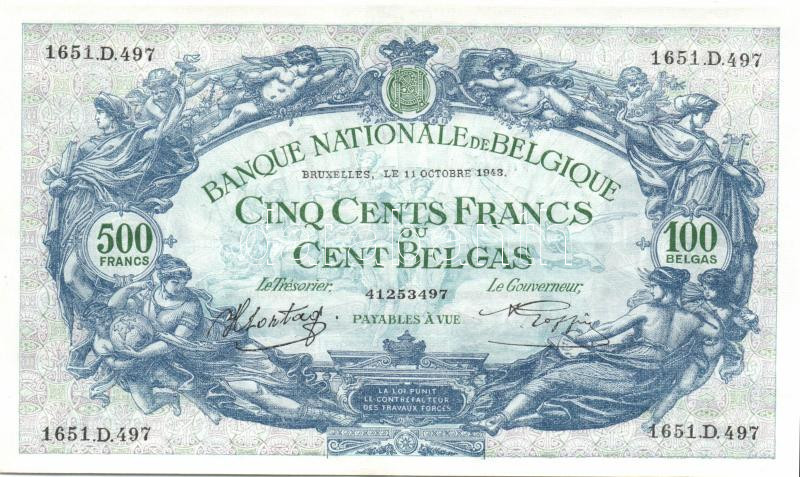 1651.D.497
1651.D.497
BANQUE NATIONALE DE BELGIQUE
BRUXELLES, LE 11 OCTOBRE 1943.
CINQ CENTS FRANCS
OU
CENT BELGAS
500
FRANCS
100
BELGAS
Le Trésorier,
Le Gouverneur,
41253497
PAYABLES À VUE
LA LOI PUNIT
LE CONTREFACTEUR
DES TRAVAUX FORCÉS
1651.D.497
1651.D.497